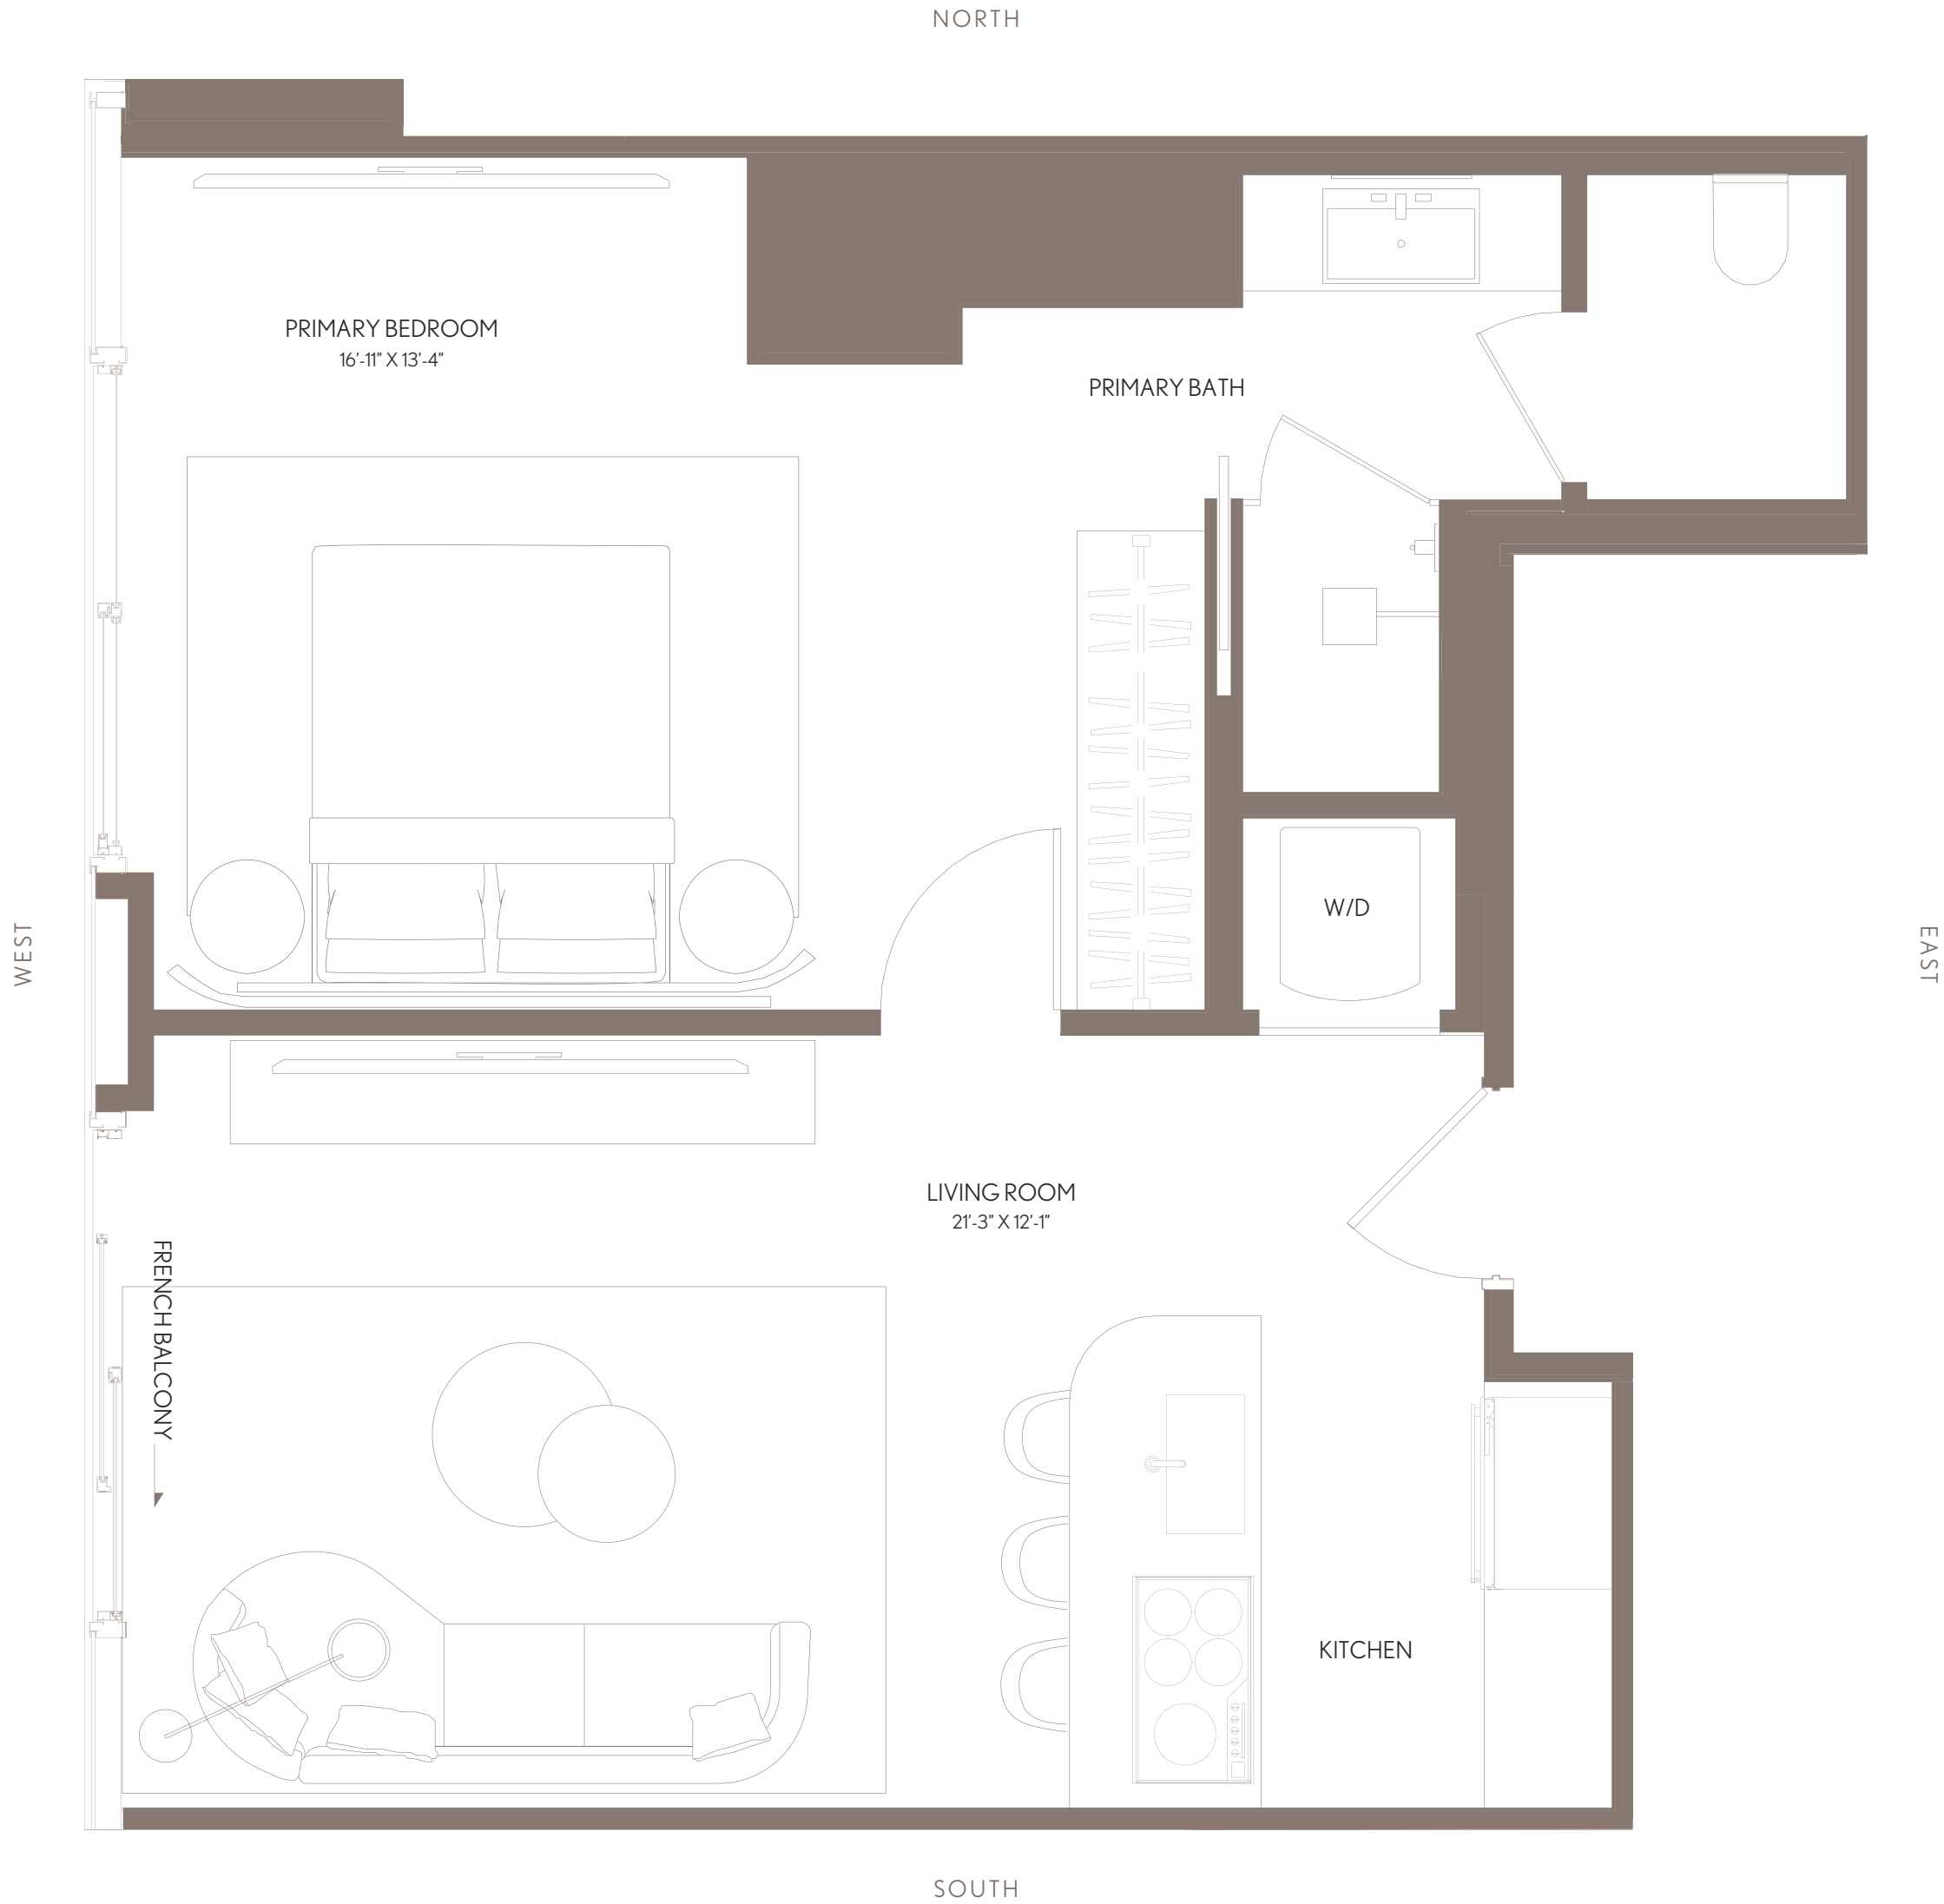 NORTH
PRIMARY BEDROOM
16'-11" X 13'-4"
PRIMARY BATH
W/D
WEST
EAST
LIVING ROOM
21'-3" X 12'-1"
FRENCH BALCONY
KITCHEN
SOUTH